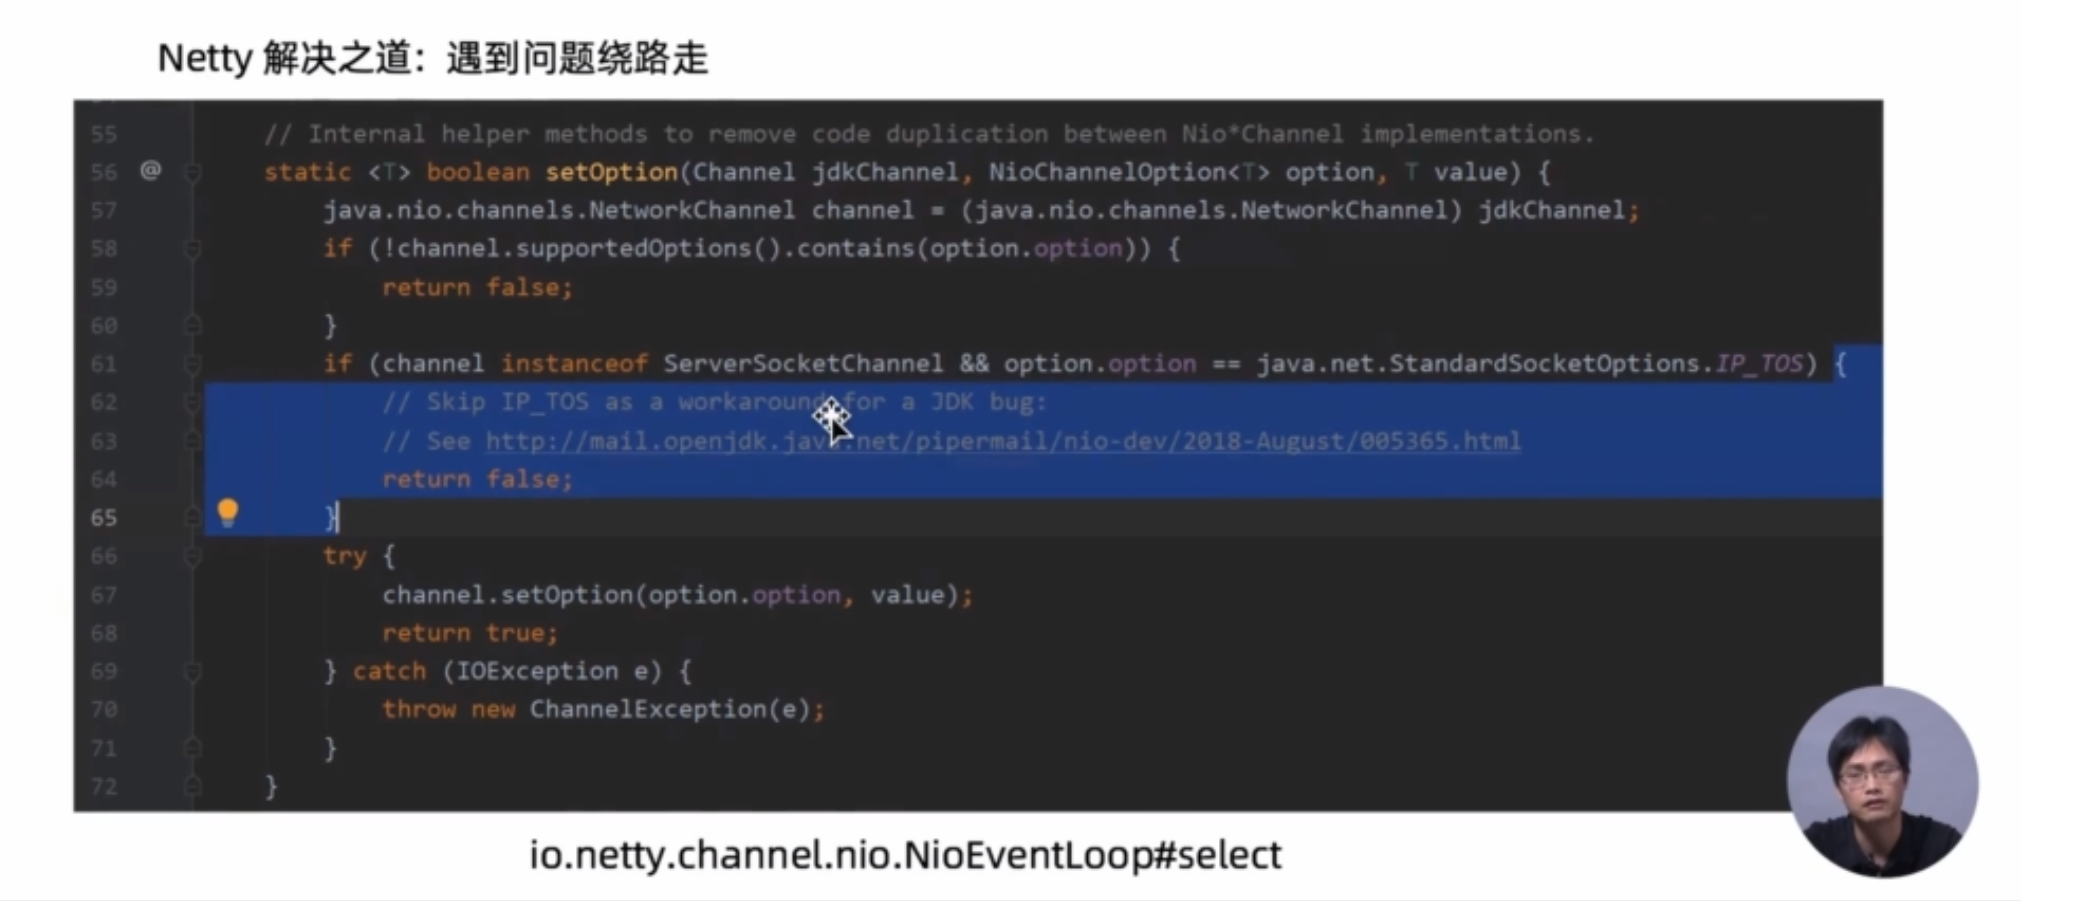 Netty 解决之道：遇到问题绕路走
55 // Internal helper methods to remove code duplication between Nio*Channel implementations.
56 @ static <T> boolean setOption(Channel jdkChannel, NioChannelOption<T> option, T value) {
57 java.nio.channels.NetworkChannel channel = (java.nio.channels.NetworkChannel) jdkChannel;
58 if (!channel.supportedOptions().contains(option.option)) {
59 return false;
60 }
61 if (channel instanceof ServerSocketChannel && option.option == java.net.StandardSocketOptions.IP_TOS) {
62 // Skip IP_TOS as a workaround for a JDK bug:
63 // See http://mail.openjdk.java.net/pipermail/nio-dev/2018-August/005365.html
64 return false;
65 }
66 try {
67 channel.setOption(option.option, value);
68 return true;
69 } catch (IOException e) {
70 throw new ChannelException(e);
71 }
72 }
io.netty.channel.nio.NioEventLoop#select